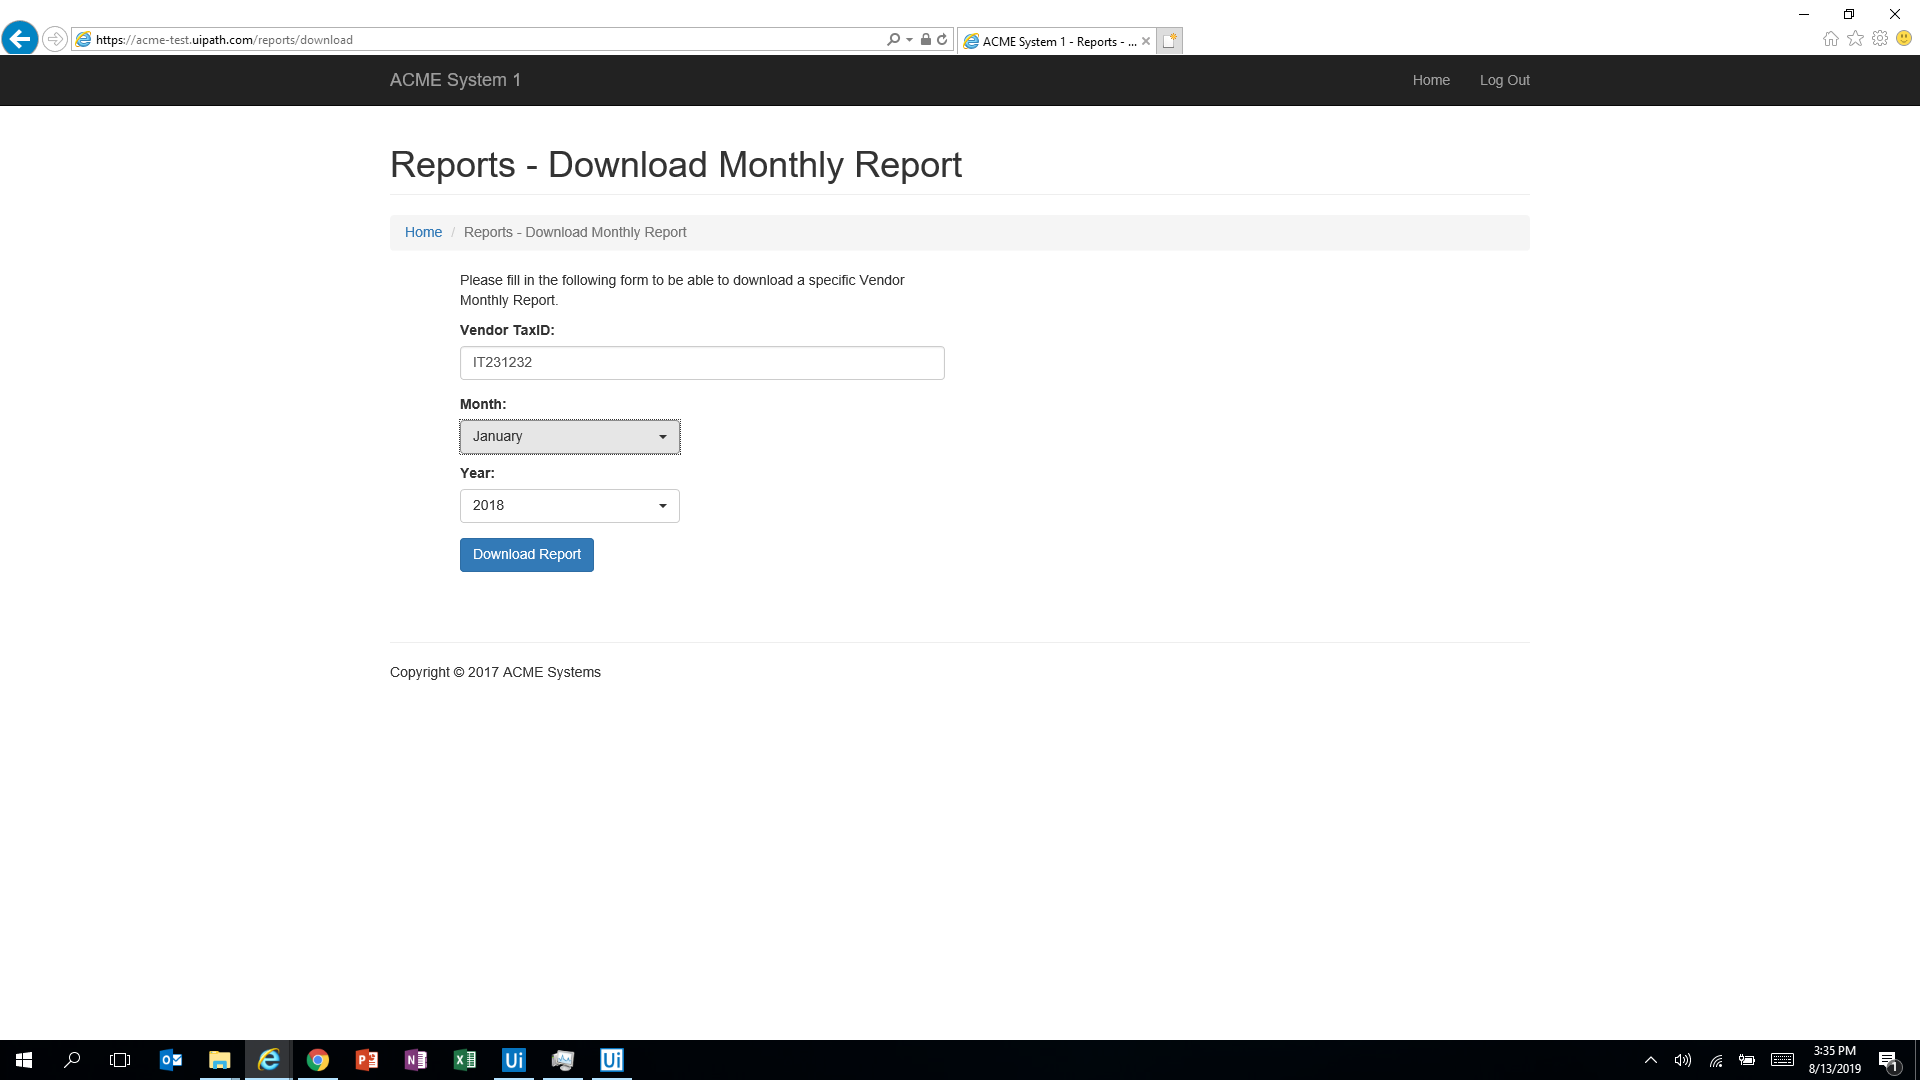 https://acme-test.uipath.com/reports/download
ACME System 1 - Reports - ...
ACME System 1
Home
Log Out
Reports - Download Monthly Report
Home / Reports - Download Monthly Report
Please fill in the following form to be able to download a specific Vendor
Monthly Report.
Vendor TaxID:
IT231232
Month:
January
Year:
2018
Download Report
Copyright © 2017 ACME Systems
Ui
Ui
3:35 PM
8/13/2019
1